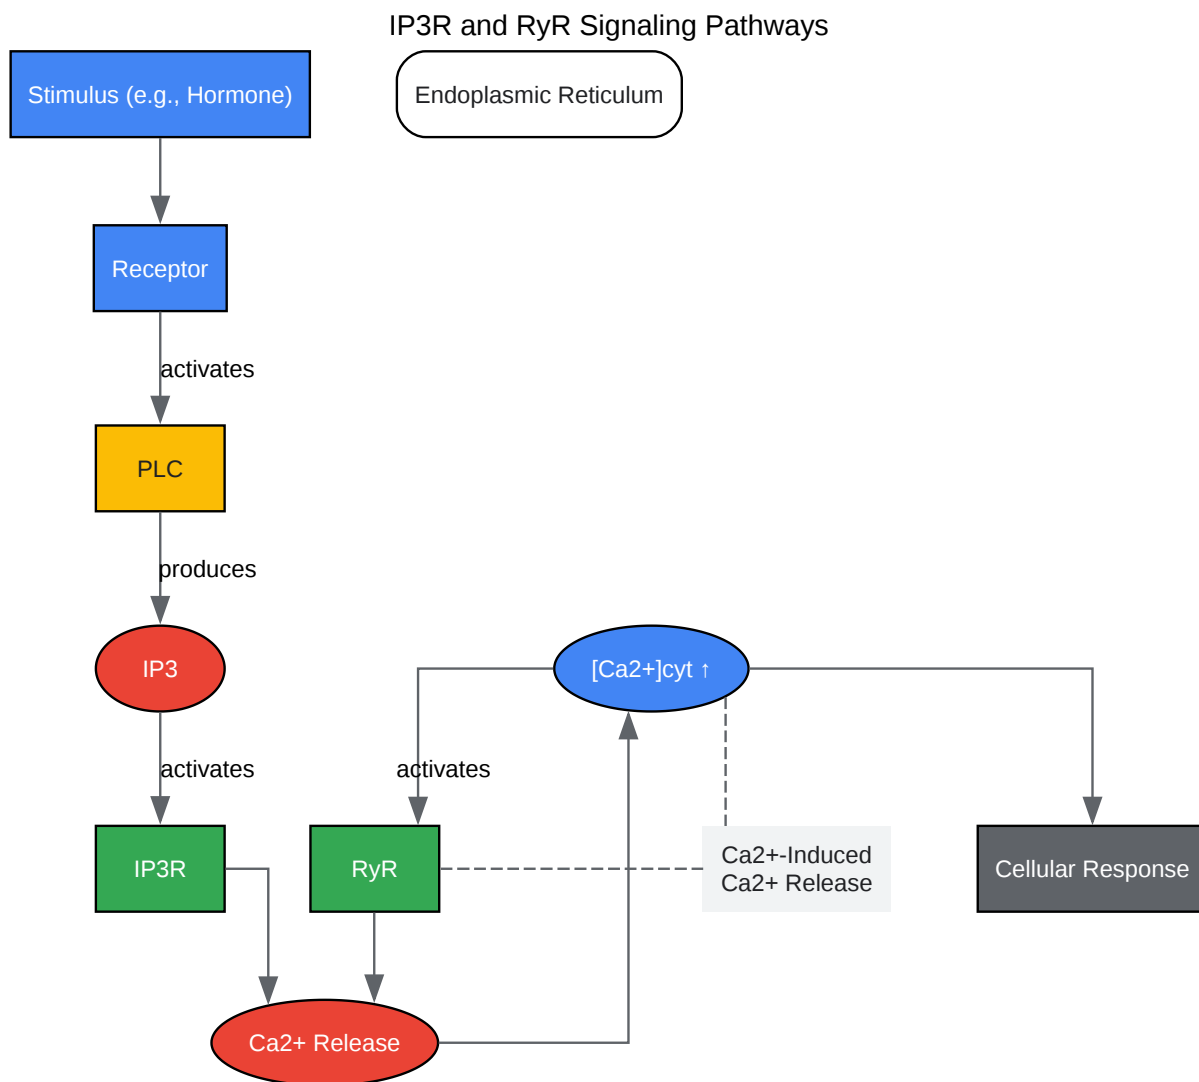 IP3R and RyR Signaling Pathways
Stimulus (e.g., Hormone)
Endoplasmic Reticulum
Receptor
activates
PLC
produces
IP3
[Ca2+]cyt ↑
activates
activates
IP3R
RyR
Ca2+-Induced
Ca2+ Release
Cellular Response
Ca2+ Release